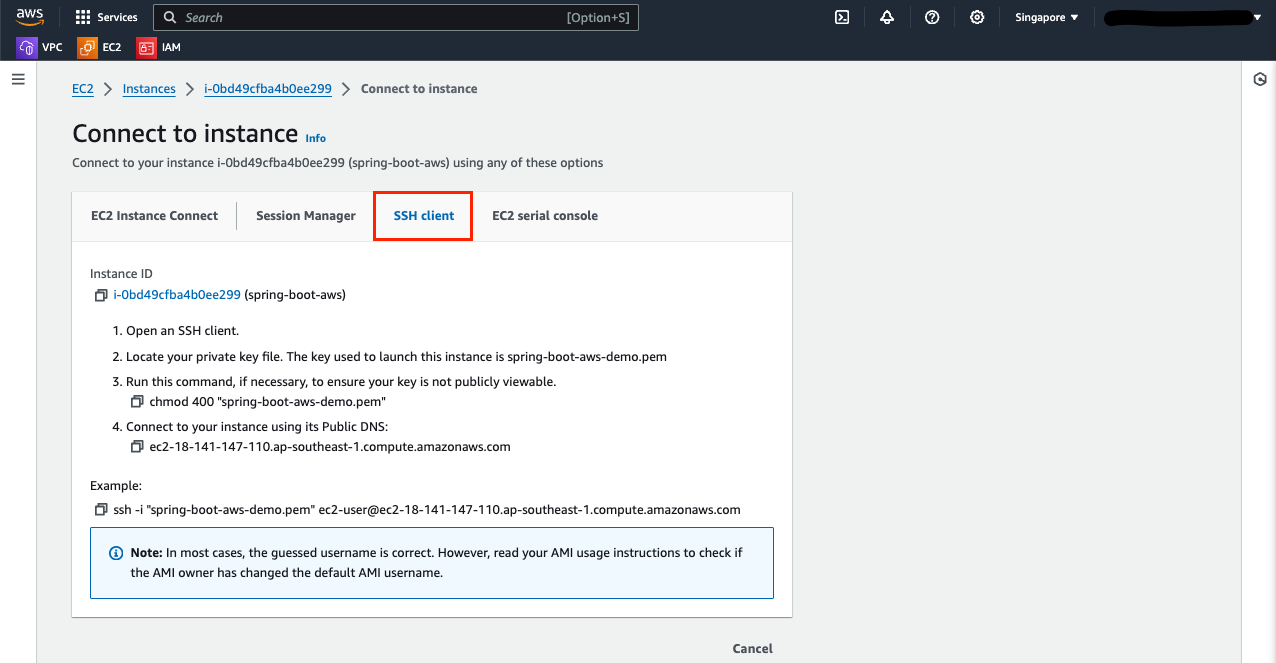 aws
Services
Search [Option+S]
Singapore
VPC EC2 IAM
EC2 Instances i-0bd49cfba4b0ee299 Connect to instance
Connect to instance Info
Connect to your instance i-0bd49cfba4b0ee299 (spring-boot-aws) using any of these options
EC2 Instance Connect Session Manager SSH client EC2 serial console
Instance ID
i-0bd49cfba4b0ee299 (spring-boot-aws)
1. Open an SSH client.
2. Locate your private key file. The key used to launch this instance is spring-boot-aws-demo.pem
3. Run this command, if necessary, to ensure your key is not publicly viewable.
chmod 400 "spring-boot-aws-demo.pem"
4. Connect to your instance using its Public DNS:
ec2-18-141-147-110.ap-southeast-1.compute.amazonaws.com
Example:
ssh -i "spring-boot-aws-demo.pem" ec2-user@ec2-18-141-147-110.ap-southeast-1.compute.amazonaws.com
Note: In most cases, the guessed username is correct. However, read your AMI usage instructions to check if
the AMI owner has changed the default AMI username.
Cancel